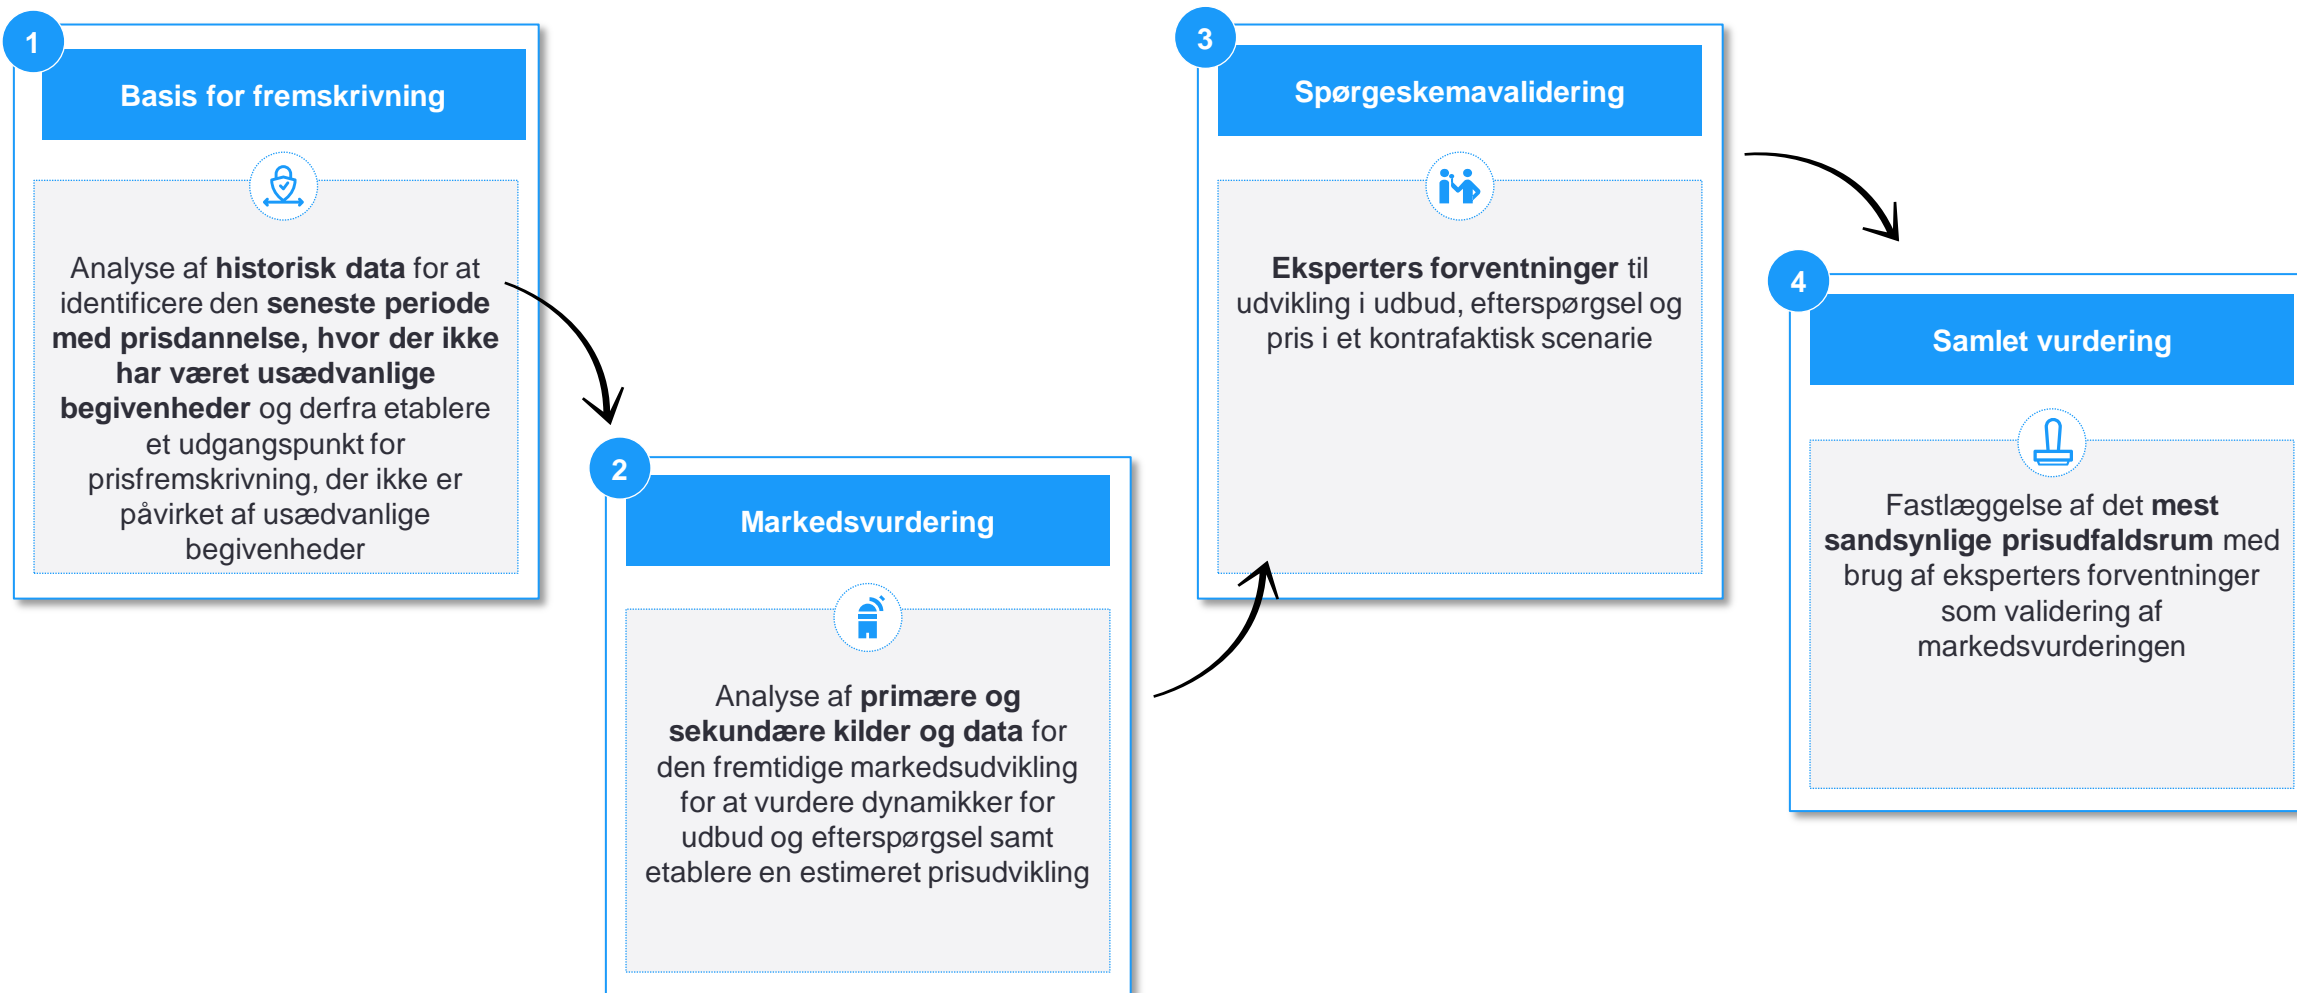 1
Basis for fremskrivning
Analyse af historisk data for at
identificere den seneste periode
med prisdannelse, hvor der ikke
har været usædvanlige
begivenheder og derfra etablere
et udgangspunkt for
prisfremskrivning, der ikke er
påvirket af usædvanlige
begivenheder
2
Markedsvurdering
Analyse af primære og
sekundære kilder og data for
den fremtidige markedsudvikling
for at vurdere dynamikker for
udbud og efterspørgsel samt
etablere en estimeret prisudvikling
3
Spørgeskemavalidering
Eksperters forventninger til
udvikling i udbud, efterspørgsel og
pris i et kontrafaktisk scenarie
4
Samlet vurdering
Fastlæggelse af det mest
sandsynlige prisudfaldsrum med
brug af eksperters forventninger
som validering af
markedsvurderingen